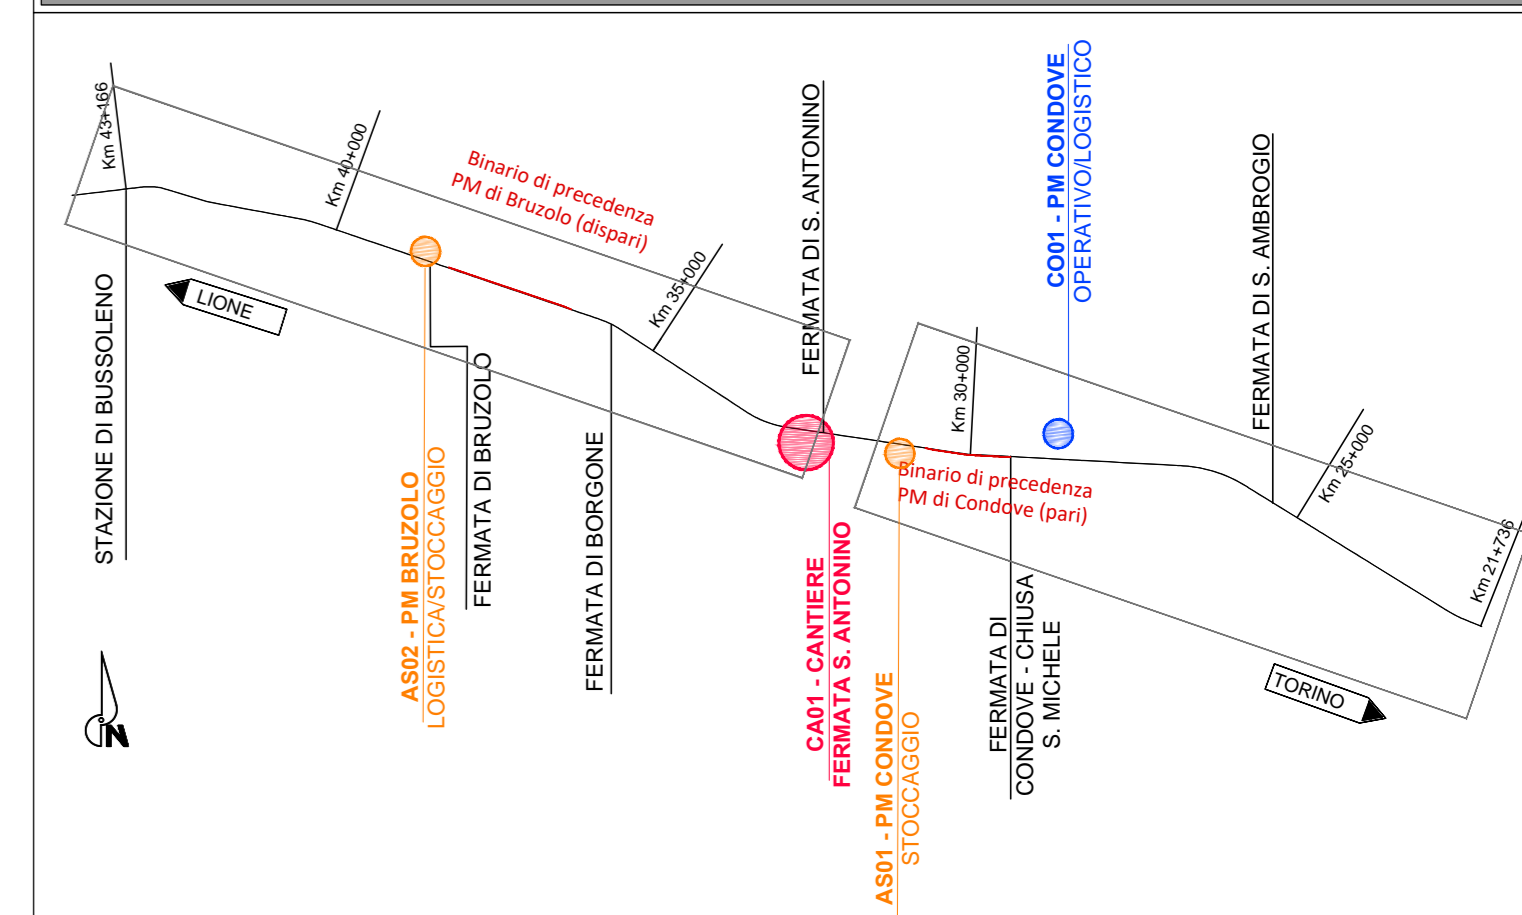 Km 43+166
Km 40+000
Binario di precedenza
PM di Bruzolo (dispari)
Km 35+000
FERMATA DI S. ANTONINO
CO01 - PM CONDOVE
OPERATIVO/LOGISTICO
FERMATA DI S. AMBROGIO
LIONE
STAZIONE DI BUSSOLENO
AS02 - PM BRUZOLO
LOGISTICA/STOCCAGGIO
FERMATA DI BRUZOLO
FERMATA DI BORGONE
Km 30+000
Binario di precedenza
PM di Condove (pari)
Km 25+000
Km 21+736
CA01 - CANTIERE
FERMATA S. ANTONINO
AS01 - PM CONDOVE
STOCCAGGIO
FERMATA DI
CONDOVE - CHIUSA
S. MICHELE
TORINO
N